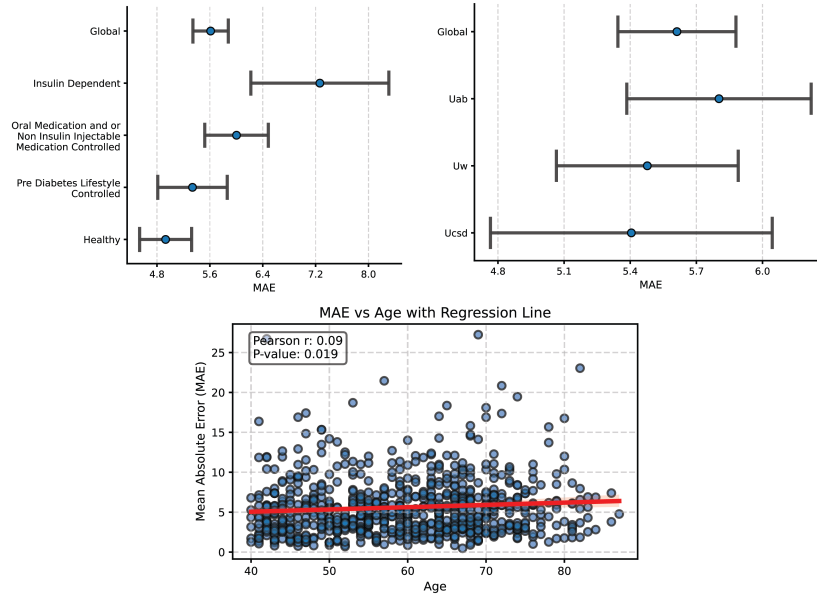 Global
Insulin Dependent
Oral Medication and or
Non Insulin Injectable
Medication Controlled
Pre Diabetes Lifestyle
Controlled
Healthy
4.8 5.6 6.4 7.2 8.0
MAE
Global
Uab
Uw
Ucsd
4.8 5.1 5.4 5.7 6.0
MAE
MAE vs Age with Regression Line
Pearson r: 0.09
P-value: 0.019
Mean Absolute Error (MAE)
25
20
15
10
5
0
40 50 60 70 80
Age